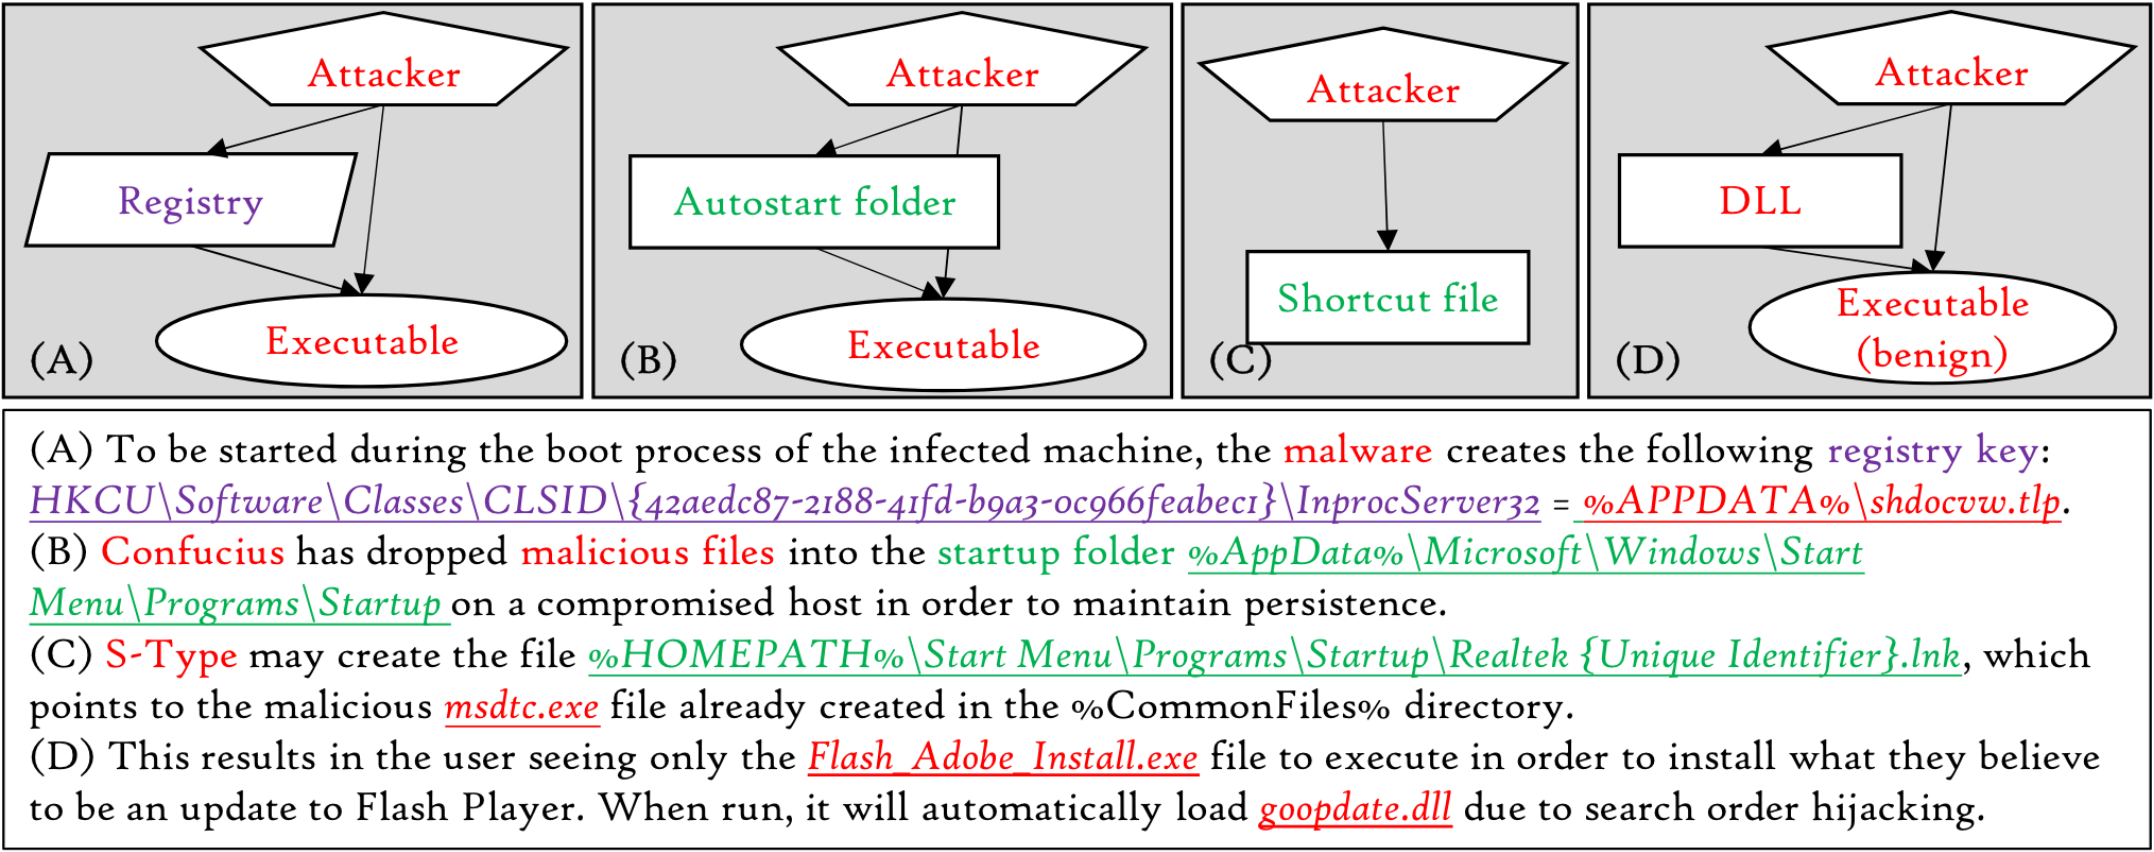 Attacker
Registry
Executable
(A)
Attacker
Autostart folder
Executable
(B)
Attacker
Shortcut file
(C)
Attacker
DLL
Executable
(benign)
(D)
(A) To be started during the boot process of the infected machine, the malware creates the following registry key:
HKCU\Software\Classes\CLSID\{42aedc87-2188-41fd-b9a3-0c966feabec1}\InprocServer32 = %APPDATA%\shdocvw.tlp.
(B) Confucius has dropped malicious files into the startup folder %AppData%\Microsoft\Windows\Start
Menu\Programs\Startup on a compromised host in order to maintain persistence.
(C) S-Type may create the file %HOMEPATH%\Start Menu\Programs\Startup\Realtek {Unique Identifier}.lnk, which
points to the malicious msdtc.exe file already created in the %CommonFiles% directory.
(D) This results in the user seeing only the Flash_Adobe_Install.exe file to execute in order to install what they believe
to be an update to Flash Player. When run, it will automatically load goopdate.dll due to search order hijacking.